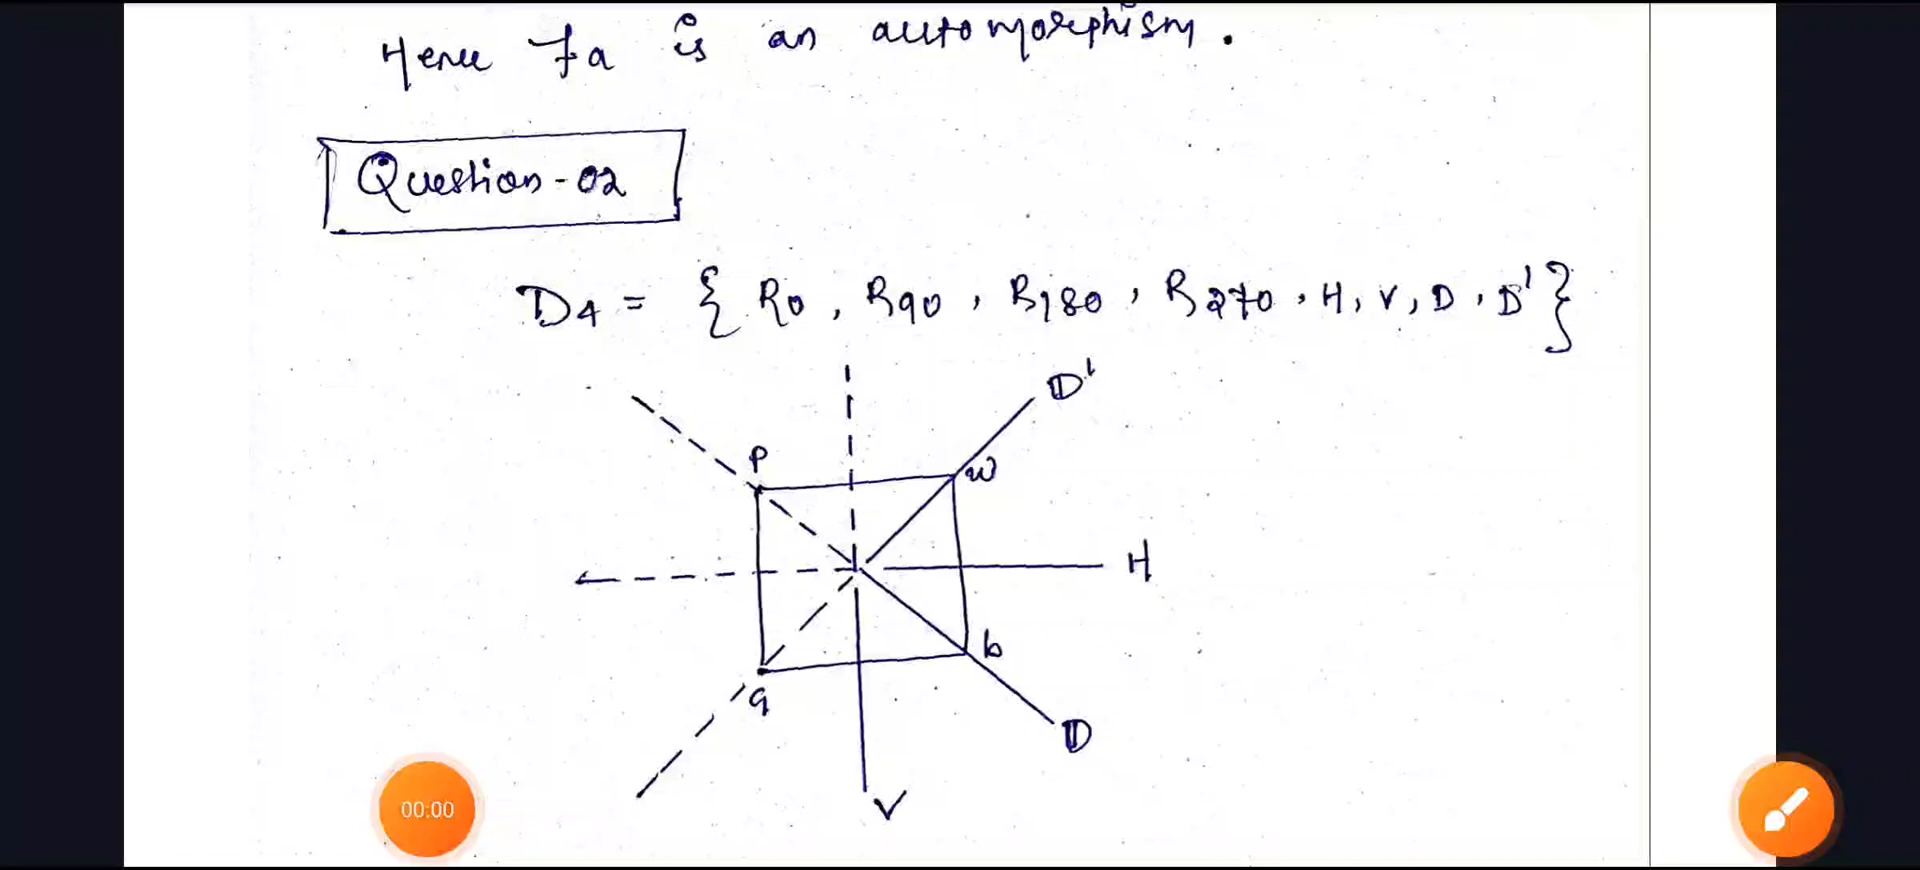 Hence fa is an automorphism.
Question-02
D4 = { R0, R90, R180, R270, H, V, D, D' }
D'
P
w
H
b
q
D
V
00:00